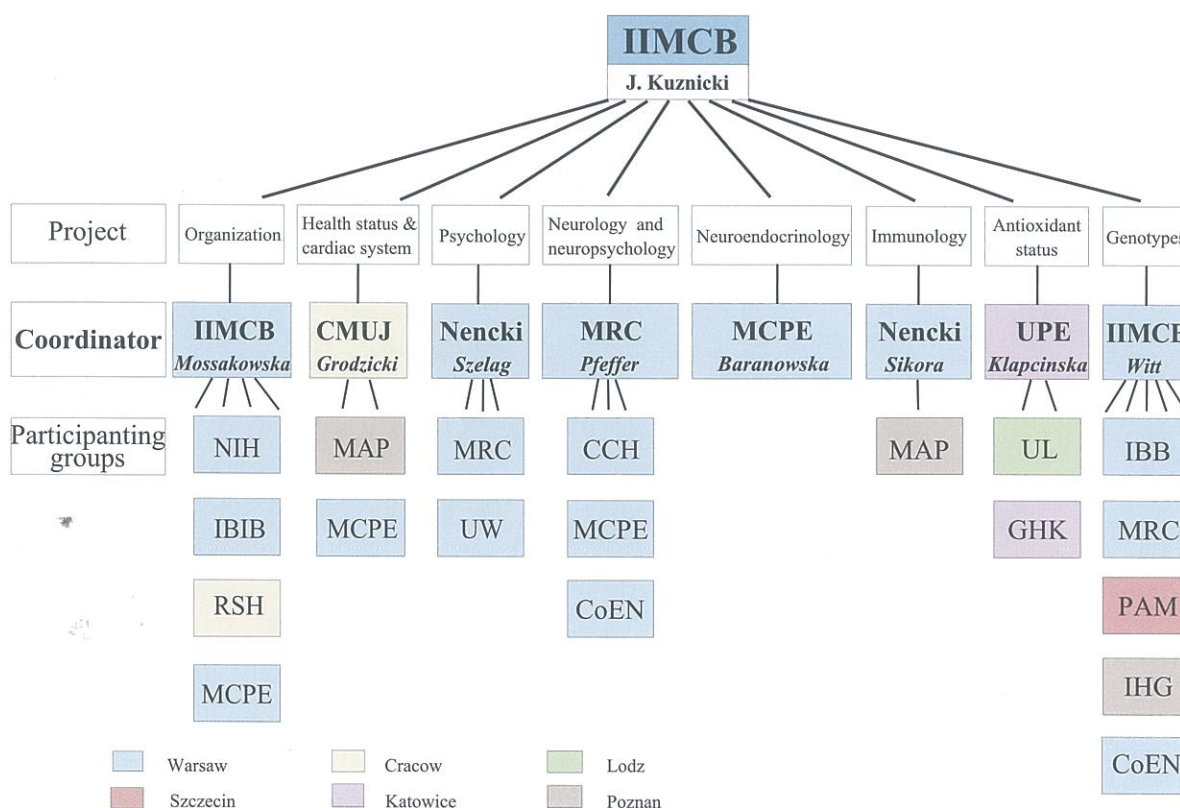 IIMCB
J. Kuznicki
Project
Organization
Health status &
cardiac system
Psychology
Neurology and
neuropsychology
Neuroendocrinology
Immunology
Antioxidant
status
Genotypes
Coordinator
IIMCB
Mossakowska
CMUJ
Grodzicki
Nencki
Szelag
MRC
Pfeffer
MCPE
Baranowska
Nencki
Sikora
UPE
Klapcinska
IIMCB
Witt
Participanting
groups
NIH
MAP
MRC
CCH
MAP
UL
IBB
IBIB
MCPE
UW
MCPE
GHK
MRC
RSH
CoEN
PAM
MCPE
IHG
CoEN
Warsaw
Cracow
Lodz
Szczecin
Katowice
Poznan